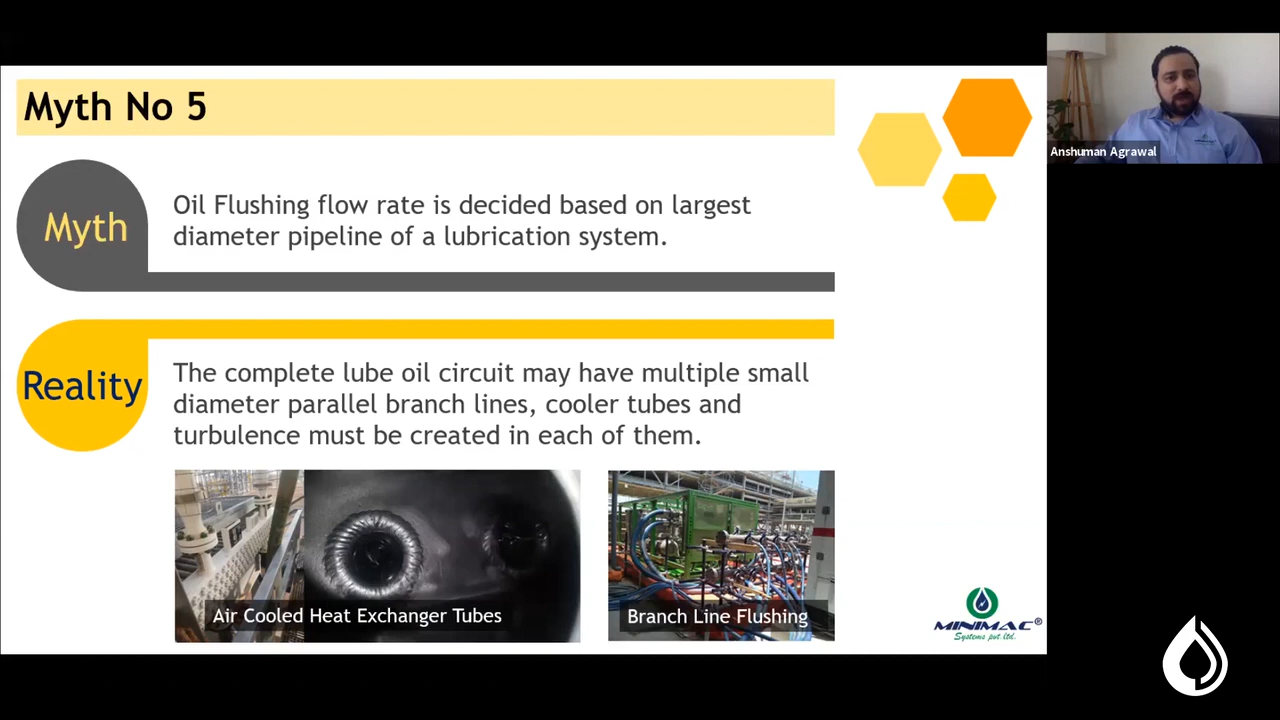 Myth No 5
Myth
Oil Flushing flow rate is decided based on largest
diameter pipeline of a lubrication system.
Reality
The complete lube oil circuit may have multiple small
diameter parallel branch lines, cooler tubes and
turbulence must be created in each of them.
Air Cooled Heat Exchanger Tubes
Branch Line Flushing
MINIMAC®
Systems pvt. ltd.
Anshuman Agrawal